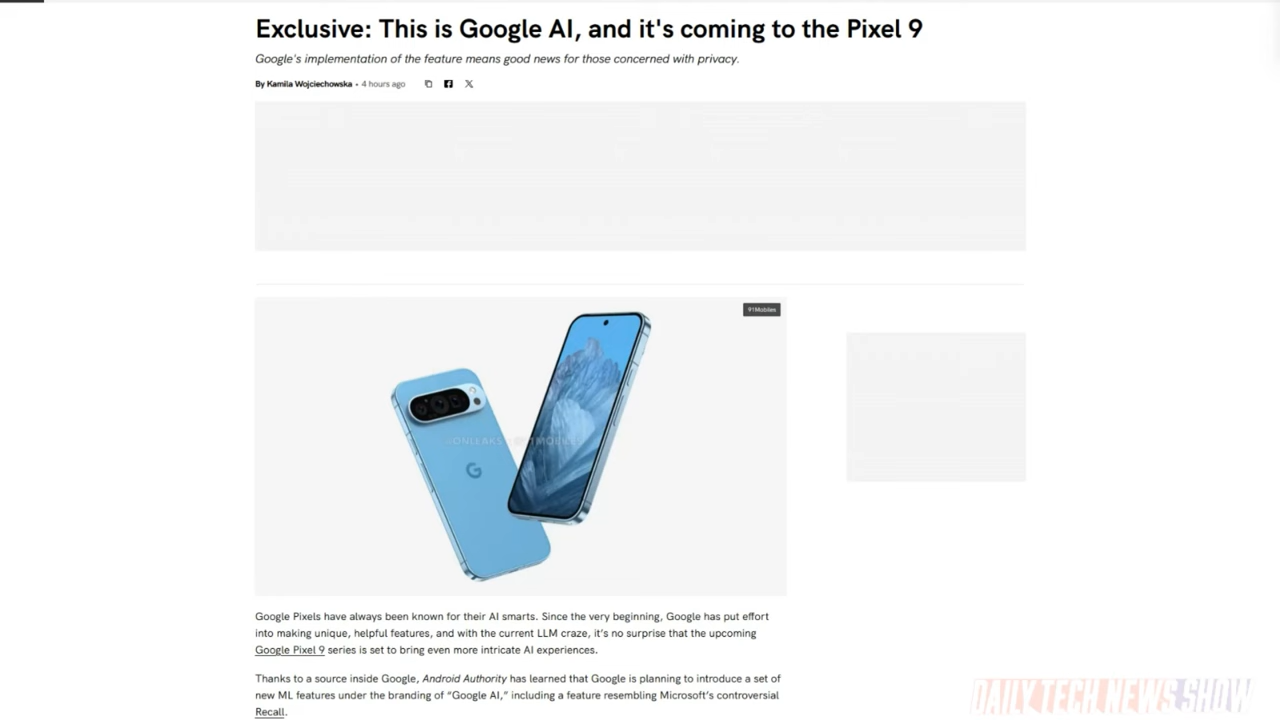 Exclusive: This is Google AI, and it's coming to the Pixel 9
Google's implementation of the feature means good news for those concerned with privacy.
By Kamila Wojciechowska • 4 hours ago
91Mobiles
G
Google Pixels have always been known for their AI smarts. Since the very beginning, Google has put effort
into making unique, helpful features, and with the current LLM craze, it's no surprise that the upcoming
Google Pixel 9 series is set to bring even more intricate AI experiences.
Thanks to a source inside Google, Android Authority has learned that Google is planning to introduce a set of
new ML features under the branding of “Google AI,” including a feature resembling Microsoft's controversial
Recall.
DAILY TECH NEWS SHOW